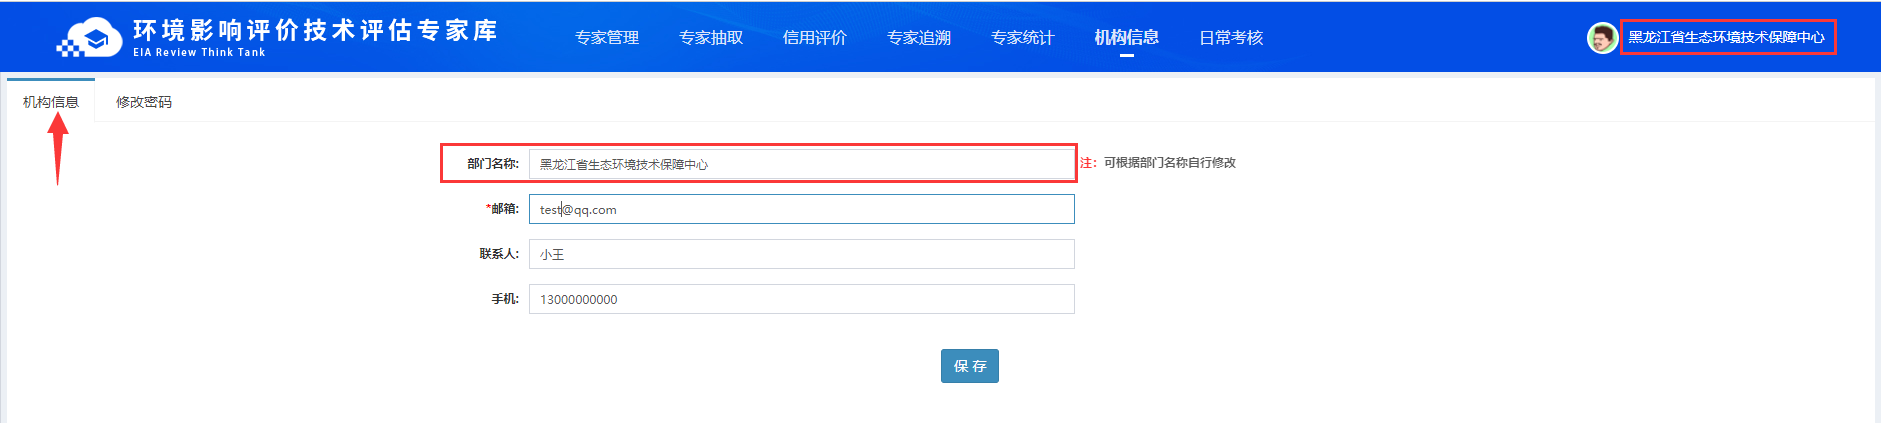 环境影响评价技术评估专家库
EIA Review Think Tank
专家管理 专家抽取 信用评价 专家追溯 专家统计 机构信息 日常考核
黑龙江省生态环境技术保障中心
机构信息 修改密码
部门名称: 黑龙江省生态环境技术保障中心 注：可根据部门名称自行修改
*邮箱: test@qq.com
联系人: 小王
手机: 13000000000
保 存